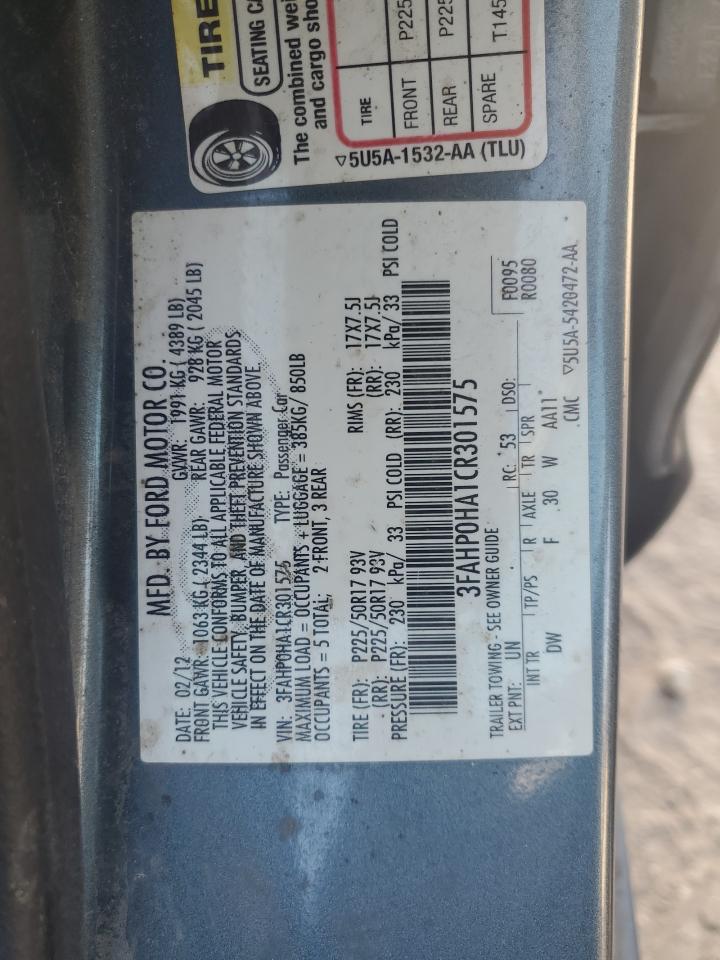 TIRE
SEATING CA
The combined wei
and cargo sho
TIRE
FRONT P225
REAR P225
SPARE T145
▽5U5A-1532-AA (TLU)
MFD. BY FORD MOTOR CO.
DATE: 02/12 GVWR: 1991 KG ( 4389 LB)
FRONT GAWR: 1063 KG ( 2344 LB) REAR GAWR: 928 KG ( 2045 LB)
THIS VEHICLE CONFORMS TO ALL APPLICABLE FEDERAL MOTOR
VEHICLE SAFETY, BUMPER, AND THEFT PREVENTION STANDARDS
IN EFFECT ON THE DATE OF MANUFACTURE SHOWN ABOVE.
VIN: 3FAHP0HA1CR301575 TYPE: Passenger Car
MAXIMUM LOAD = OCCUPANTS + LUGGAGE = 385KG/ 850LB
OCCUPANTS = 5 TOTAL: 2 FRONT, 3 REAR
TIRE (FR): P225/50R17 93V RIMS (FR): 17X7.5J
(RR): P225/50R17 93V (RR): 17X7.5J
PRESSURE (FR): 230 kPa/ 33 PSI COLD (RR): 230 kPa/ 33 PSI COLD
3FAHP0HA1CR301575
TRAILER TOWING - SEE OWNER GUIDE F0095
EXT PNT: UN RC: 53 DSO: R0080
INT TR TP/PS R AXLE TR SPR
DW F 30 W AA11
CMC ▽5U5A-5420472-AA